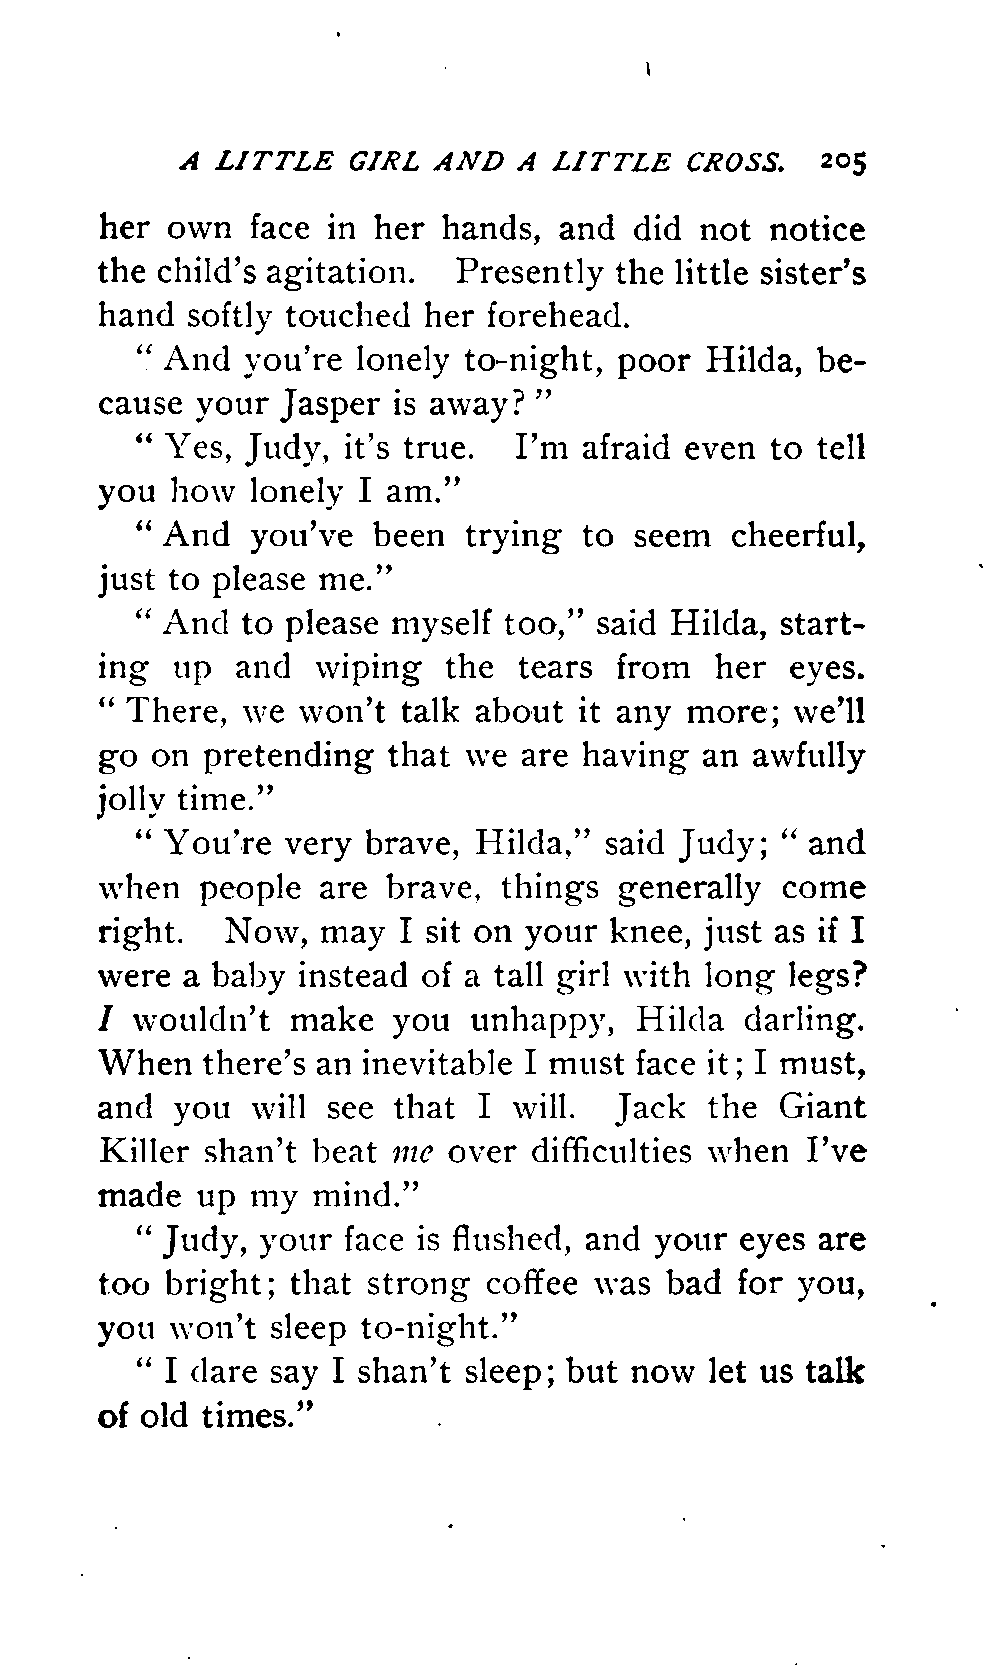 A LITTLE GIRL AND A LITTLE CROSS. 205
her own face in her hands, and did not notice
the child's agitation. Presently the little sister's
hand softly touched her forehead.
" And you're lonely to-night, poor Hilda, be-
cause your Jasper is away? "
" Yes, Judy, it's true. I'm afraid even to tell
you how lonely I am."
" And you've been trying to seem cheerful,
just to please me."
" And to please myself too," said Hilda, start-
ing up and wiping the tears from her eyes.
" There, we won't talk about it any more; we'll
go on pretending that we are having an awfully
jolly time."
" You're very brave, Hilda," said Judy; " and
when people are brave, things generally come
right. Now, may I sit on your knee, just as if I
were a baby instead of a tall girl with long legs?
I wouldn't make you unhappy, Hilda darling.
When there's an inevitable I must face it; I must,
and you will see that I will. Jack the Giant
Killer shan't beat me over difficulties when I've
made up my mind."
" Judy, your face is flushed, and your eyes are
too bright; that strong coffee was bad for you,
you won't sleep to-night."
" I dare say I shan't sleep; but now let us talk
of old times."